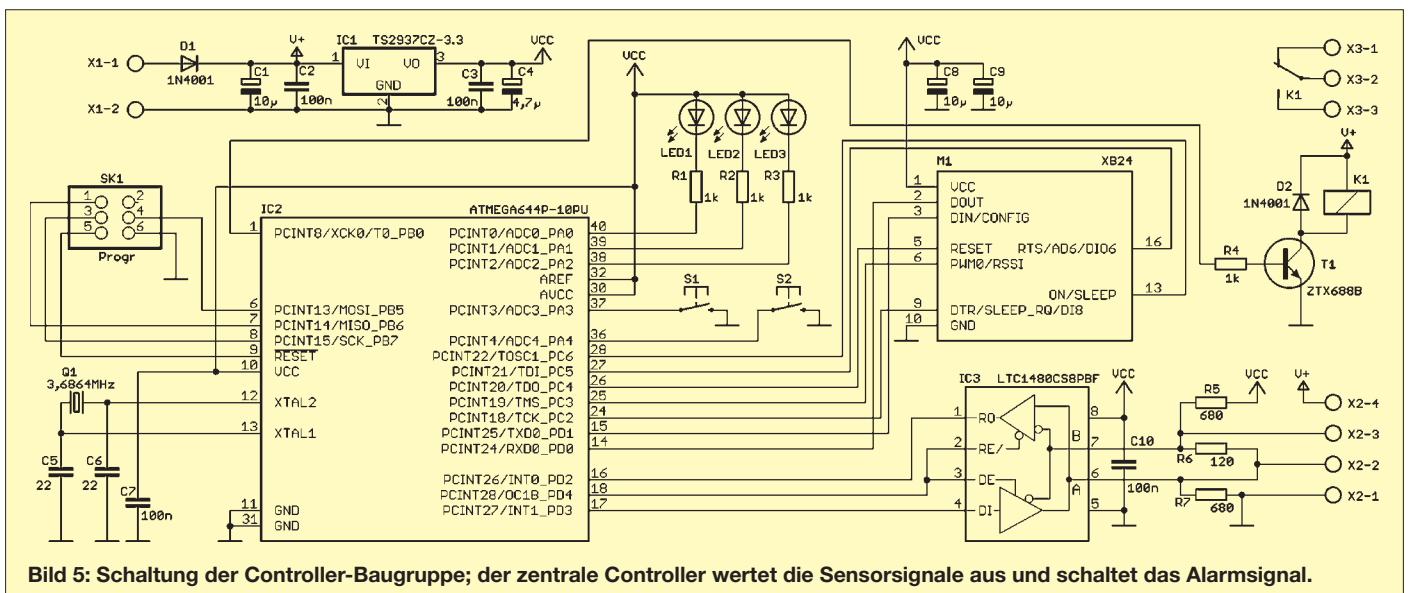 X1-1
D1
1N4001
V+
C1
10µ
C2
100n
IC1 TS2937CZ-3.3
1
VI
VO
3
GND
2
VCC
C3
100n
C4
4,7µ
X1-2
VCC
LED1
LED2
LED3
R1
1k
R2
1k
R3
1k
VCC
C8
10µ
C9
10µ
X3-1
X3-2
K1
X3-3
V+
D2
1N4001
K1
R4
1k
T1
ZTX688B
SK1
1
2
3
4
5
6
Progr
IC2
ATMEGA644P-10PU
1
PCINT8/XCK0/T0_PB0
6
PCINT13/MOSI_PB5
7
PCINT14/MISO_PB6
8
PCINT15/SCK_PB7
9
RESET
10
VCC
12
XTAL2
13
XTAL1
11
GND
31
GND
PCINT0/ADC0_PA0
40
PCINT1/ADC1_PA1
39
PCINT2/ADC2_PA2
38
AREF
32
AVCC
30
PCINT3/ADC3_PA3
37
PCINT4/ADC4_PA4
36
PCINT22/TOSC1_PC6
28
PCINT21/TDI_PC5
27
PCINT20/TDO_PC4
26
PCINT19/TMS_PC3
25
PCINT18/TCK_PC2
24
PCINT25/TXD0_PD1
15
PCINT24/RXD0_PD0
14
PCINT26/INT0_PD2
16
PCINT28/OC1B_PD4
18
PCINT27/INT1_PD3
17
S1
S2
Q1
3,6864MHz
C5
22
C6
22
C7
100n
M1
XB24
1
VCC
2
DOUT
3
DIN/CONFIG
5
RESET
RTS/AD6/DIO6
16
6
PWM0/RSSI
ON/SLEEP
13
9
DTR/SLEEP_RQ/DI8
10
GND
IC3 LTC1480CS8PBF
1
RO
2
RE/
3
DE
4
DI
8
B
7
6
A
5
VCC
C10
100n
R5
680
VCC
V+
X2-4
X2-3
R6
120
X2-2
R7
680
X2-1
Bild 5: Schaltung der Controller-Baugruppe; der zentrale Controller wertet die Sensorsignale aus und schaltet das Alarmsignal.